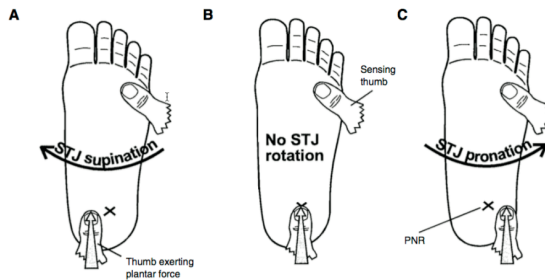 A
B
C
Sensing
thumb
STJ supination
No STJ
rotation
STJ pronation
PNR
Thumb exerting
plantar force